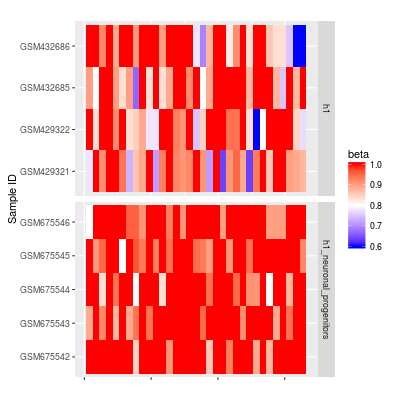 GSM432686
GSM432685
GSM429322
GSM429321
h1
GSM675546
GSM675545
GSM675544
GSM675543
GSM675542
h1_neuronal_progenitors
Sample ID
beta
1.0
0.9
0.8
0.7
0.6